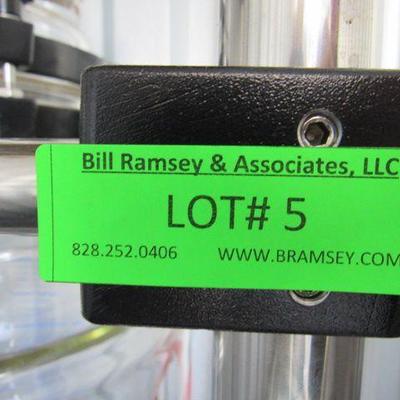 Bill Ramsey & Associates, LLC
LOT# 5
828.252.0406 WWW.BRAMSEY.COM